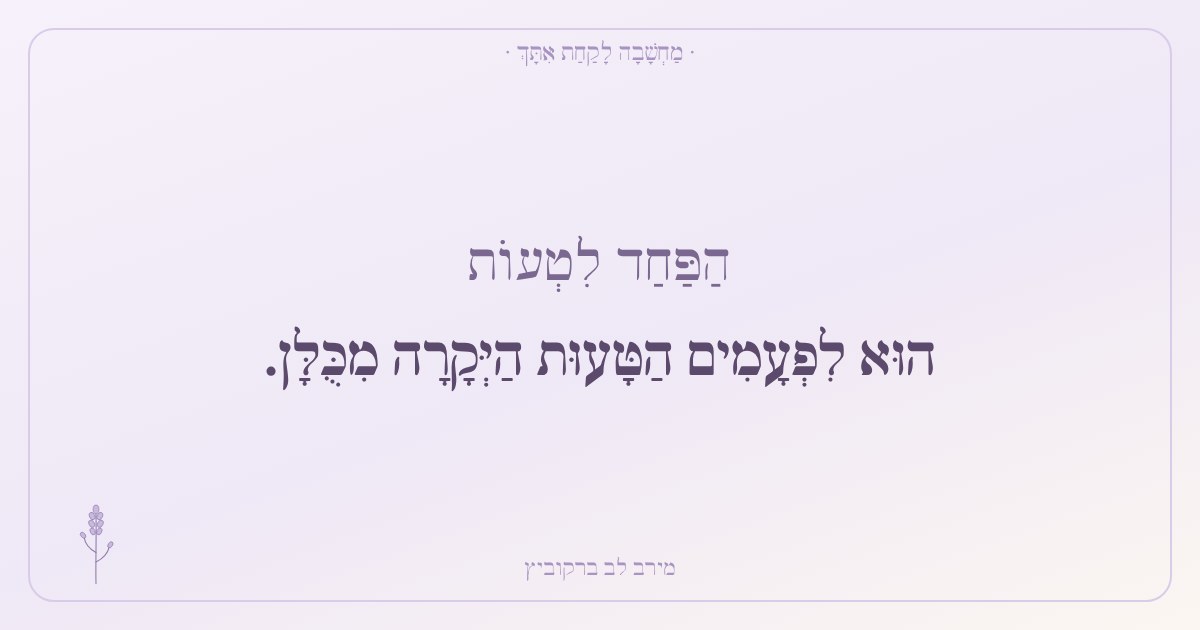 · מַחְשָׁבָה לָקַחַת אִתָּךְ ·
הַפַּחַד לִטְעוֹת
הוּא לִפְעָמִים הַטָּעוּת הַיְּקָרָה מִכֻּלָּן.
מירב לב ברקוביץ